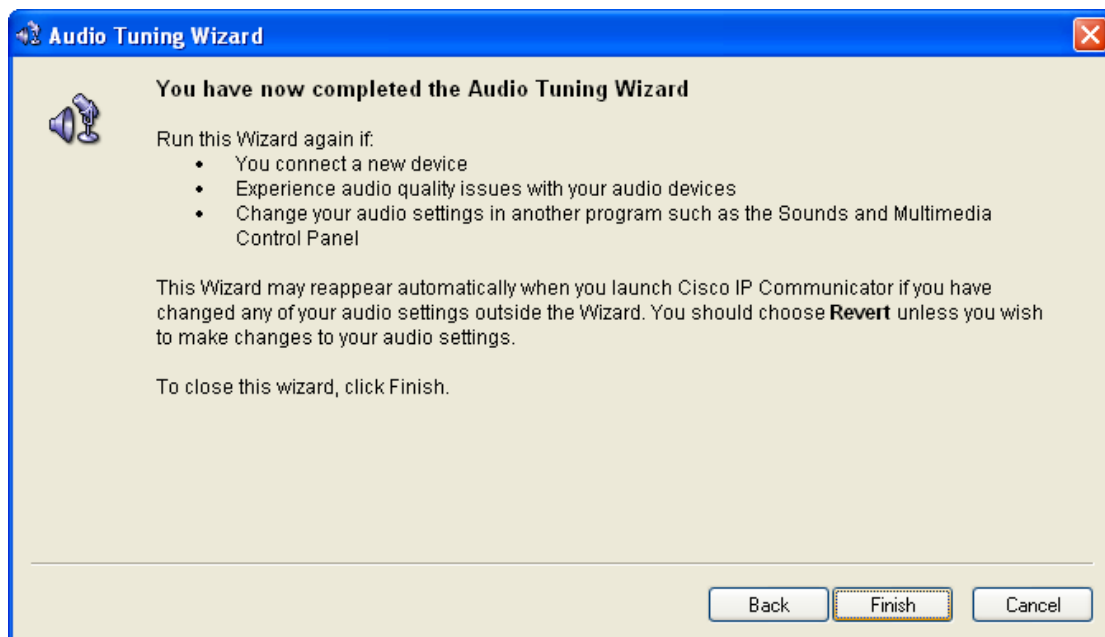 Audio Tuning Wizard
You have now completed the Audio Tuning Wizard
Run this Wizard again if:
• You connect a new device
• Experience audio quality issues with your audio devices
• Change your audio settings in another program such as the Sounds and Multimedia
Control Panel
This Wizard may reappear automatically when you launch Cisco IP Communicator if you have
changed any of your audio settings outside the Wizard. You should choose Revert unless you wish
to make changes to your audio settings.
To close this wizard, click Finish.
Back Finish Cancel